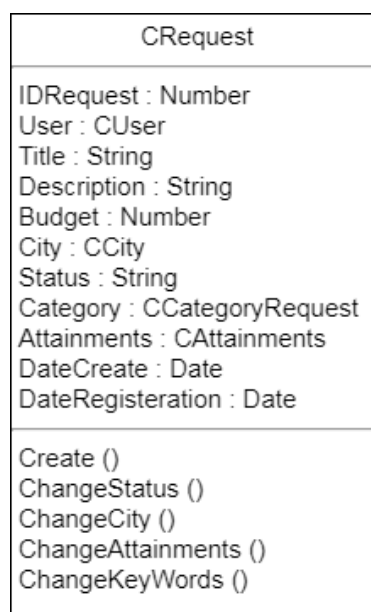 CRequest
IDRequest : Number
User : CUser
Title : String
Description : String
Budget : Number
City : CCity
Status : String
Category : CCategoryRequest
Attainments : CAttainments
DateCreate : Date
DateRegisteration : Date
Create ()
ChangeStatus ()
ChangeCity ()
ChangeAttainments ()
ChangeKeyWords ()